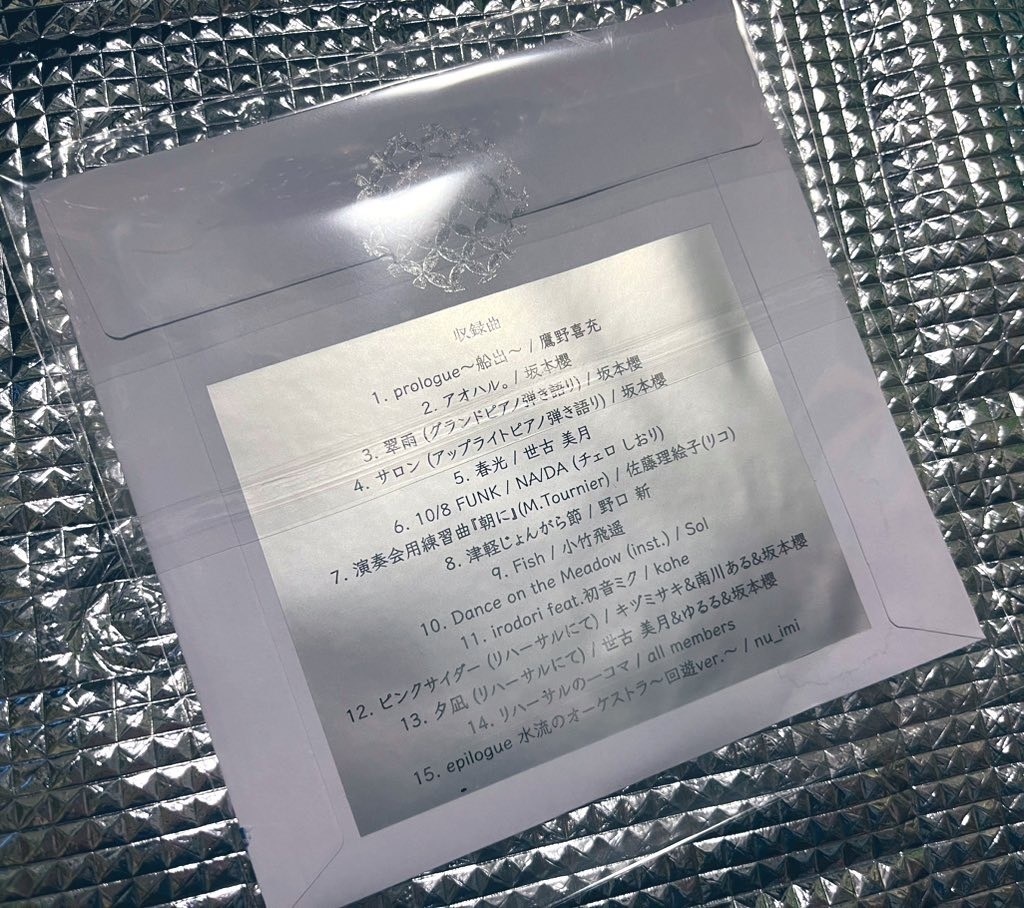 収録曲
1. prologue～船出～ / 鷹野喜充
2. アオハル。/ 坂本櫻
3. 翠雨 (グランドピアノ弾き語り) / 坂本櫻
4. サロン (アップライトピアノ弾き語り) / 坂本櫻
5. 春光 / 世古 美月
6. 10/8 FUNK / NA/DA (チェロ しおり)
7. 演奏会用練習曲『朝に』(M.Tournier) / 佐藤理絵子(リコ)
8. 津軽じょんがら節 / 野口 新
9. Fish / 小竹飛遥
10. Dance on the Meadow (inst.) / Sol
11. irodori feat.初音ミク / kohe
12. ピンクサイダー (リハーサルにて) / キヅミサキ&南川ある&坂本櫻
13. 夕凪 (リハーサルにて) / 世古 美月&ゆるる&坂本櫻
14. リハーサルの一コマ / all members
15. epilogue 水流のオーケストラ～回遊ver.～ / nu_imi